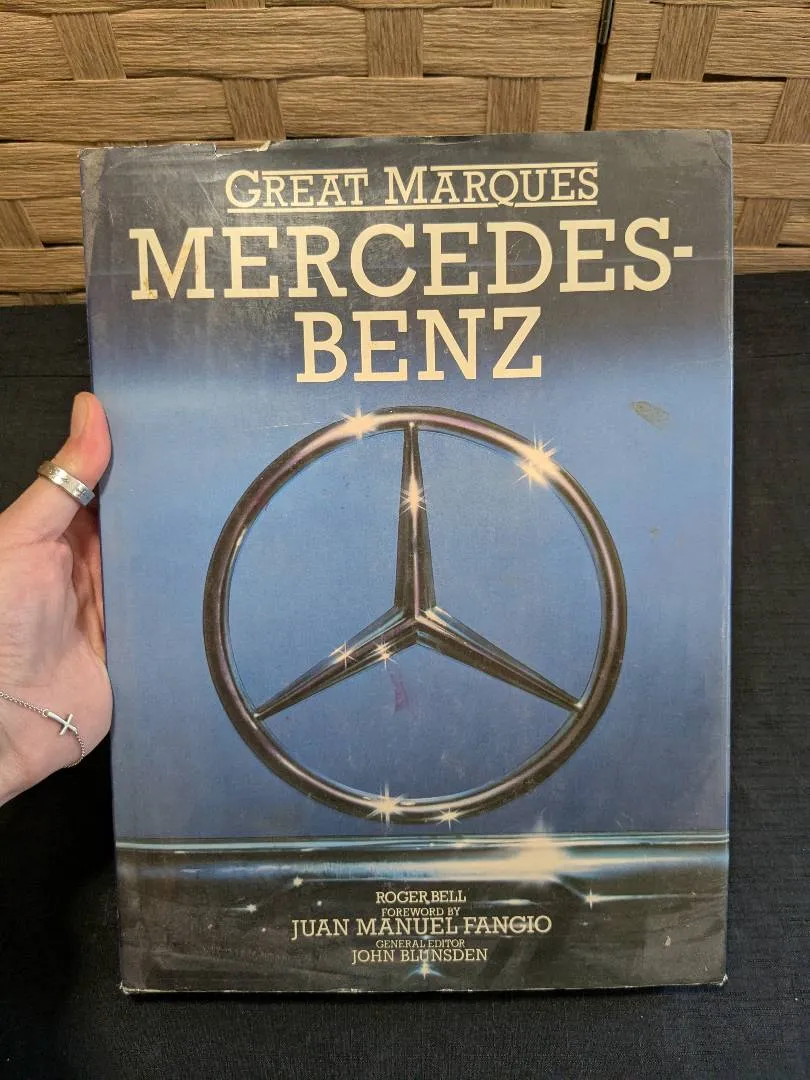 GREAT MARQUES
MERCEDES-
BENZ
ROGER BELL
FOREWORD BY
JUAN MANUEL FANGIO
GENERAL EDITOR
JOHN BLUNSDEN